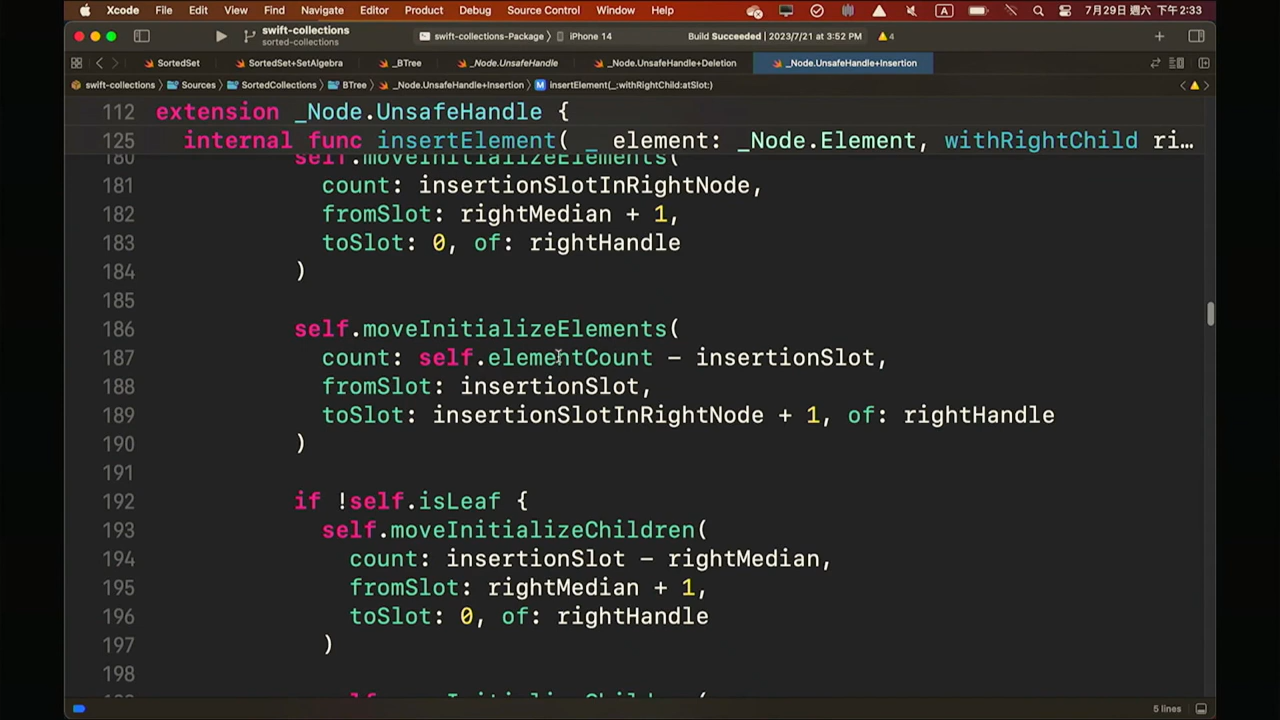 Xcode File Edit View Find Navigate Editor Product Debug Source Control Window Help
A 7月29日 週六 下午2:33
swift-collections
sorted-collections
swift-collections-Package 〉 iPhone 14
Build Succeeded | 2023/7/21 at 3:52 PM 4
SortedSet SortedSet+SetAlgebra _BTree _Node.UnsafeHandle _Node.UnsafeHandle+Deletion _Node.UnsafeHandle+Insertion
swift-collections 〉 Sources 〉 SortedCollections 〉 BTree 〉 _Node.UnsafeHandle+Insertion 〉 M insertElement(_:withRightChild:atSlot:)
112 extension _Node.UnsafeHandle {
125 internal func insertElement( _ element: _Node.Element, withRightChild ri…
180 self.moveInitializeElements(
181 count: insertionSlotInRightNode,
182 fromSlot: rightMedian + 1,
183 toSlot: 0, of: rightHandle
184 )
185
186 self.moveInitializeElements(
187 count: self.elementCount - insertionSlot,
188 fromSlot: insertionSlot,
189 toSlot: insertionSlotInRightNode + 1, of: rightHandle
190 )
191
192 if !self.isLeaf {
193 self.moveInitializeChildren(
194 count: insertionSlot - rightMedian,
195 fromSlot: rightMedian + 1,
196 toSlot: 0, of: rightHandle
197 )
198
5 lines